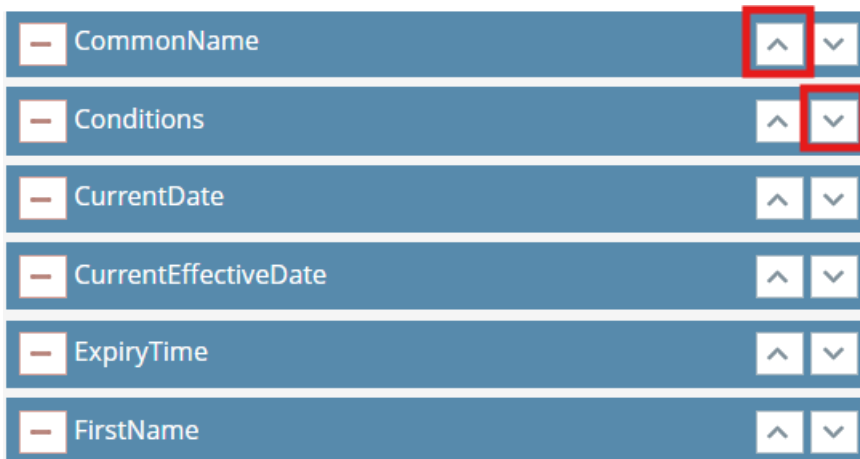 CommonName
Conditions
CurrentDate
CurrentEffectiveDate
ExpiryTime
FirstName